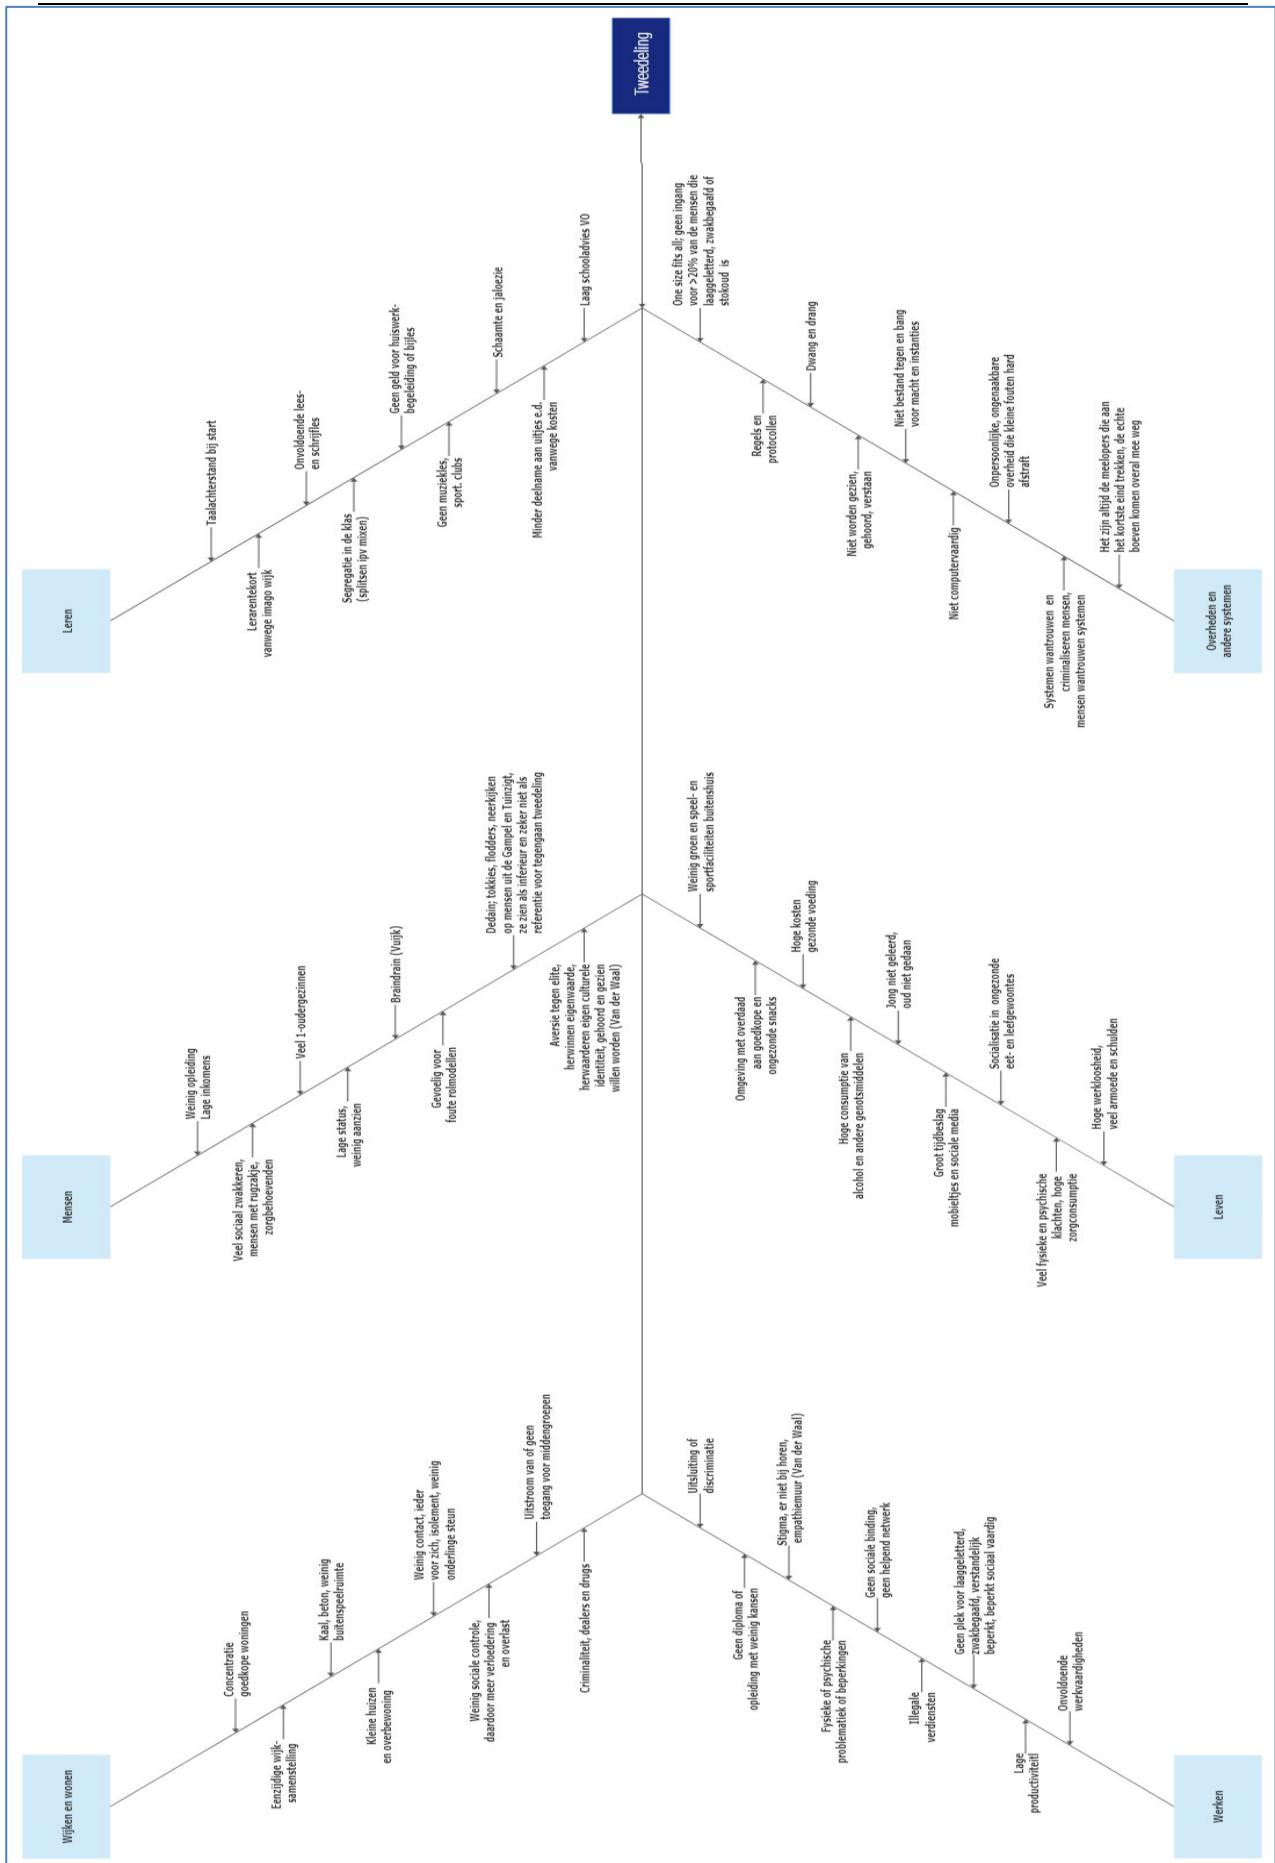 Wijken en wonen
Concentratie
goedkope woningen
Eenzijdige wijk-
samenstelling
Kaal, beton, weinig
buitenspeelruimte
Kleine huizen
en overbewoning
Weinig contact, ieder
voor zich, isolement, weinig
onderlinge steun
Weinig sociale controle,
daardoor meer verloedering
en overlast
Uitstroom van of geen
toegang voor middengroepen
Criminaliteit, dealers en drugs
Mensen
Weinig opleiding
Lage inkomens
Veel sociaal zwakkeren,
mensen met rugzakje,
zorgbehoevenden
Veel 1-oudergezinnen
Lage status,
weinig aanzien
Braindrain (Vuijk)
Gevoelig voor
foute rolmodellen
Dedain; tokkies, flodders, neerkijken
op mensen uit de Gampel en Tuinzigt,
ze zien als inferieur en zeker niet als
referentie voor tegengaan tweedeling
Aversie tegen elite,
herwinnen eigenwaarde,
herwaarderen eigen culturele
identiteit, gehoord en gezien
willen worden (Van der Waal)
Leren
Taalachterstand bij start
Lerarentekort
vanwege imago wijk
Onvoldoende lees-
en schrijfles
Segregatie in de klas
(splitsen ipv mixen)
Geen geld voor huiswerk-
begeleiding of bijles
Geen muziekles,
sport. clubs
Schaamte en jaloezie
Minder deelname aan uitjes e.d.
vanwege kosten
Laag schooladvies VO
Tweedeling
Uitsluiting of
discriminatie
Geen diploma of
opleiding met weinig kansen
Stigma, er niet bij horen,
empathiemuur (Van der Waal)
Fysieke of psychische
problematiek of beperkingen
Geen sociale binding,
geen helpend netwerk
Illegale
verdiensten
Geen plek voor laaggeletterd,
zwakbegaafd, verstandelijk
beperkt, beperkt sociaal vaardig
Lage
productiviteitl
Onvoldoende
werkvaardigheden
Werken
Weinig groen en speel- en
sportfaciliteiten buitenshuis
Omgeving met overdaad
aan goedkope en
ongezonde snacks
Hoge kosten
gezonde voeding
Hoge consumptie van
alcohol en andere genotsmiddelen
Jong niet geleerd,
oud niet gedaan
Groot tijdbeslag
mobieltjes en sociale media
Socialisatie in ongezonde
eet- en leefgewoontes
Veel fysieke en psychische
klachten, hoge
zorgconsumptie
Hoge werkloosheid,
veel armoede en schulden
Leven
One size fits all; geen ingang
voor >20% van de mensen die
laaggeletterd, zwakbegaafd of
stokoud is
Regels en
protocollen
Dwang en drang
Niet worden gezien,
gehoord, verstaan
Niet bestand tegen en bang
voor macht en instanties
Niet computervaardig
Onpersoonlijke, ongenaakbare
overheid die kleine fouten hard
afstraft
Systemen wantrouwen en
criminaliseren mensen,
mensen wantrouwen systemen
Het zijn altijd de meelopers die aan
het kortste eind trekken, de echte
boeven komen overal mee weg
Overheden en
andere systemen